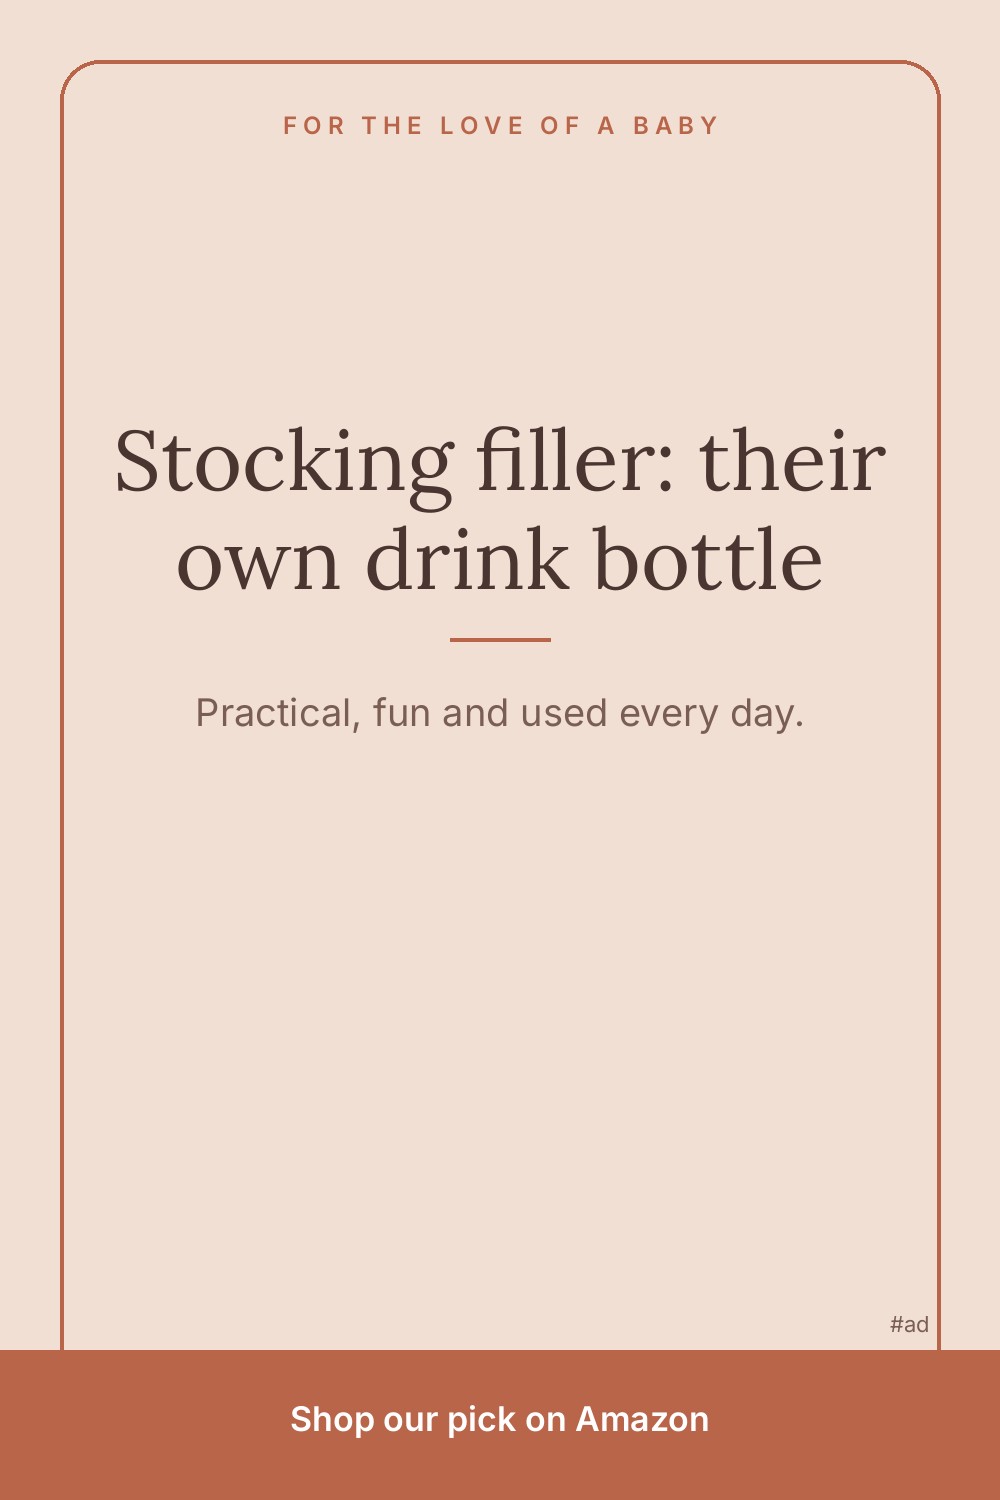 FOR THE LOVE OF A BABY
Stocking filler: their
own drink bottle
Practical, fun and used every day.
#ad
Shop our pick on Amazon